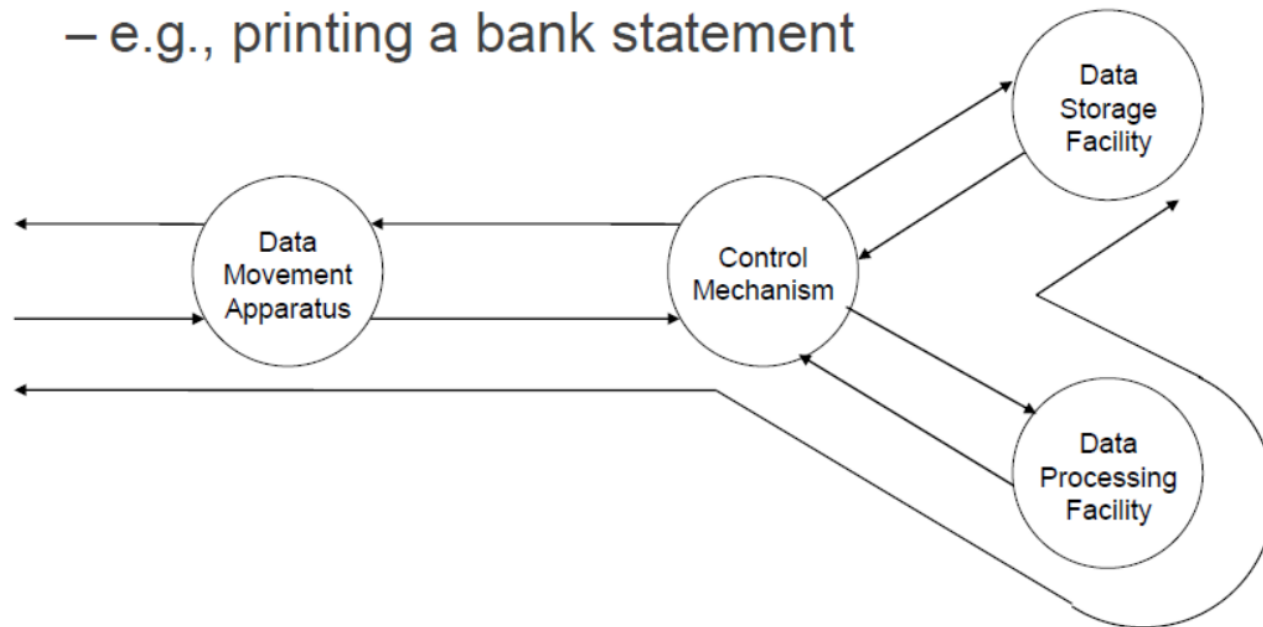 – e.g., printing a bank statement
Data
Storage
Facility
Data
Movement
Apparatus
Control
Mechanism
Data
Processing
Facility